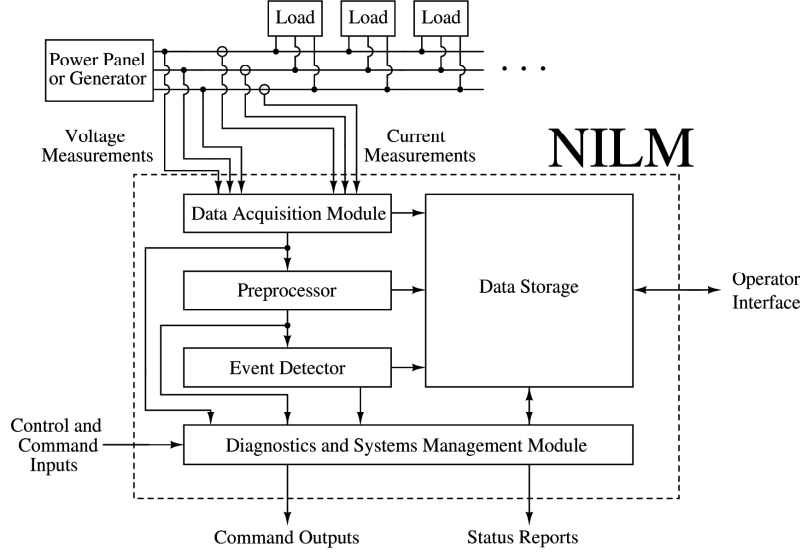 Load
Load
Load
Power Panel
or Generator
. . .
Voltage
Measurements
Current
Measurements
NILM
Data Acquisition Module
Preprocessor
Data Storage
Operator
Interface
Event Detector
Control and
Command
Inputs
Diagnostics and Systems Management Module
Command Outputs
Status Reports